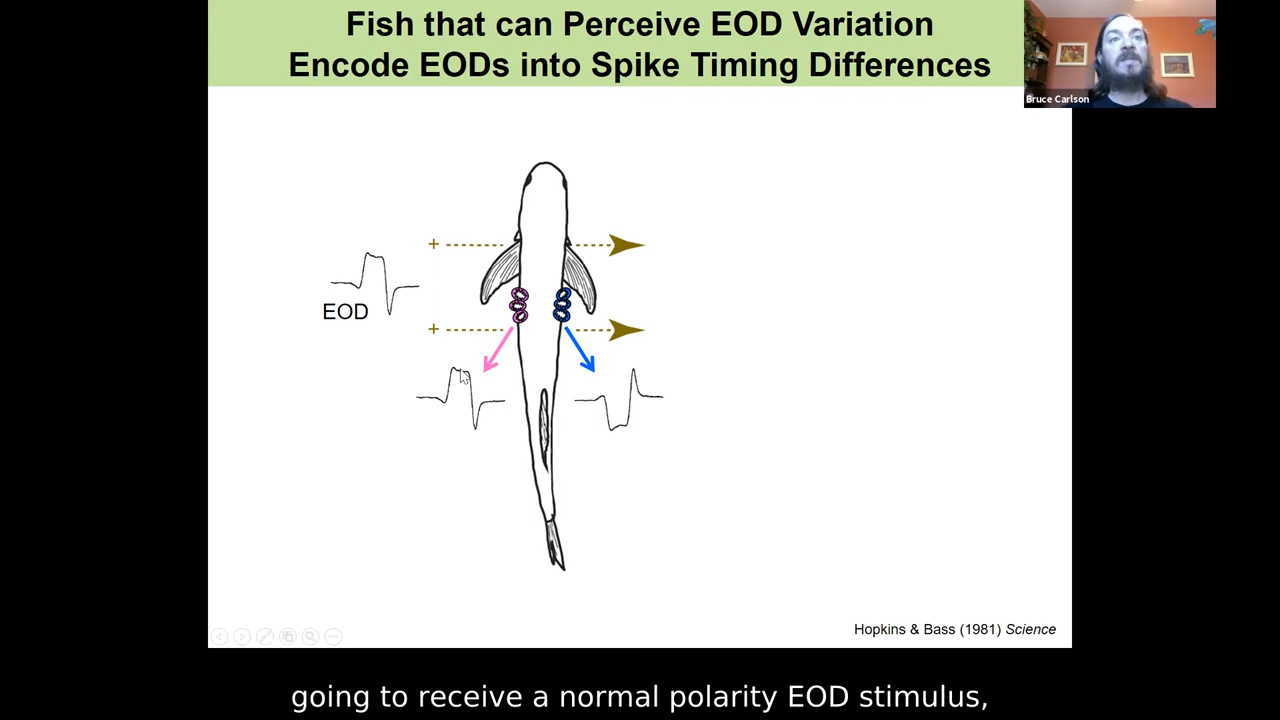 Fish that can Perceive EOD Variation
Encode EODs into Spike Timing Differences
Bruce Carlson
+
EOD
+
Hopkins & Bass (1981) Science
going to receive a normal polarity EOD stimulus,